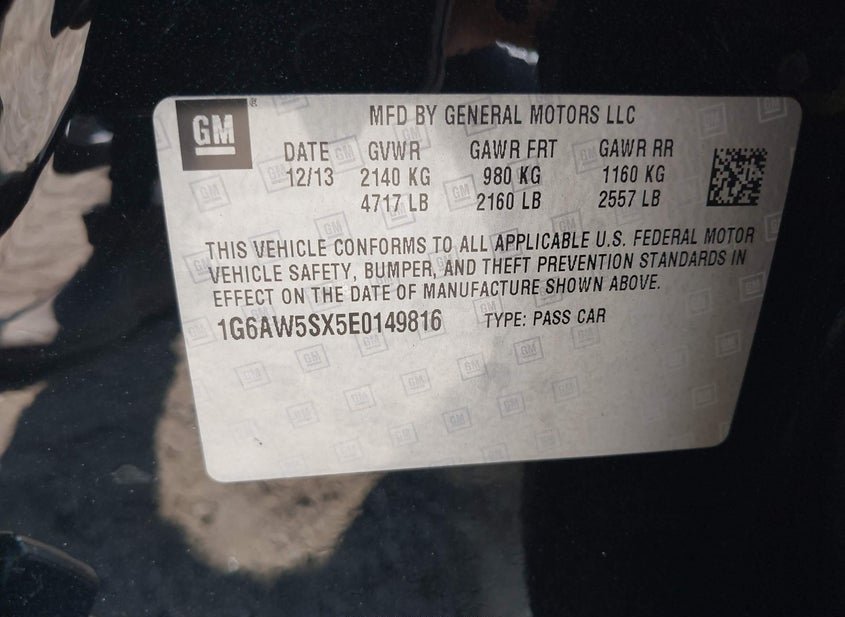 GM
MFD BY GENERAL MOTORS LLC
DATE GVWR GAWR FRT GAWR RR
12/13 2140 KG 980 KG 1160 KG
4717 LB 2160 LB 2557 LB
THIS VEHICLE CONFORMS TO ALL APPLICABLE U.S. FEDERAL MOTOR
VEHICLE SAFETY, BUMPER, AND THEFT PREVENTION STANDARDS IN
EFFECT ON THE DATE OF MANUFACTURE SHOWN ABOVE.
1G6AW5SX5E0149816 TYPE: PASS CAR